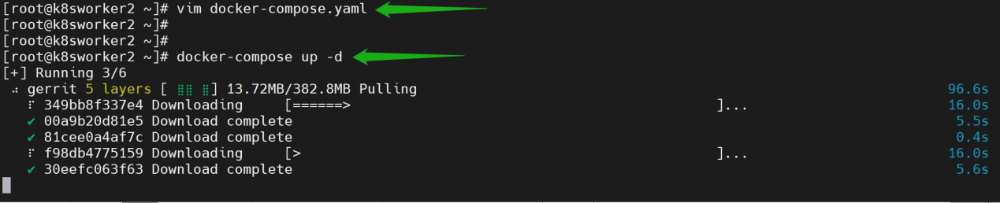 [root@k8sworker2 ~]# vim docker-compose.yaml
[root@k8sworker2 ~]#
[root@k8sworker2 ~]#
[root@k8sworker2 ~]# docker-compose up -d
[+] Running 3/6
⠴ gerrit 5 layers [ ⣿⣿ ⣿] 13.72MB/382.8MB Pulling 96.6s
⠏ 349bb8f337e4 Downloading [======> ]... 16.0s
✔ 00a9b20d81e5 Download complete 5.5s
✔ 81cee0a4af7c Download complete 0.4s
⠏ f98db4775159 Downloading [> ]... 16.0s
✔ 30eefc063f63 Download complete 5.6s